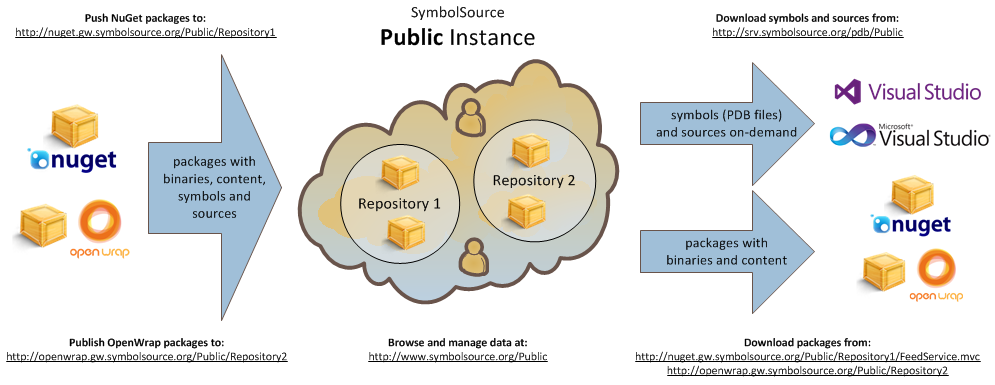 Push NuGet packages to:
http://nuget.gw.symbolsource.org/Public/Repository1
SymbolSource
Public Instance
Download symbols and sources from:
http://srv.symbolsource.org/pdb/Public
nuget
open wrap
packages with
binaries, content,
symbols and
sources
Repository 1
Repository 2
symbols (PDB files)
and sources on-demand
Visual Studio
Microsoft®
Visual Studio
packages with
binaries and content
nuget
open wrap
Publish OpenWrap packages to:
http://openwrap.gw.symbolsource.org/Public/Repository2
Browse and manage data at:
http://www.symbolsource.org/Public
Download packages from:
http://nuget.gw.symbolsource.org/Public/Repository1/FeedService.mvc
http://openwrap.gw.symbolsource.org/Public/Repository2